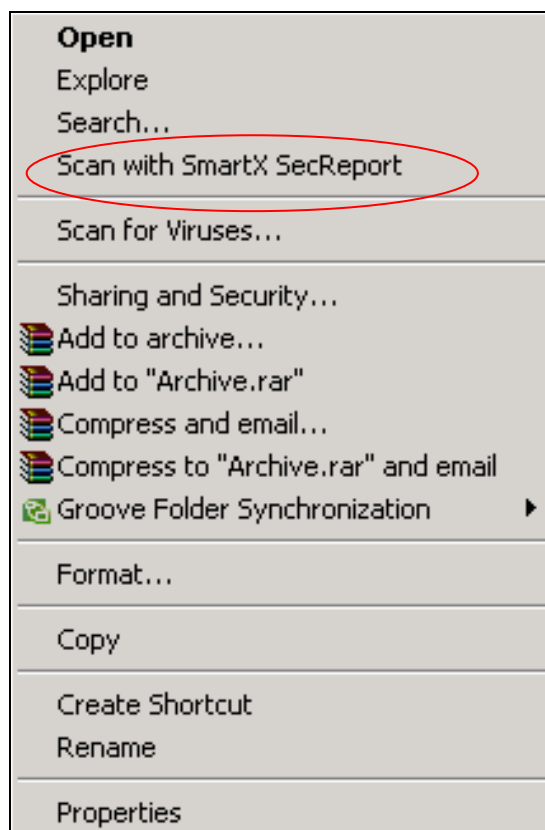 Open
Explore
Search...
Scan with SmartX SecReport
Scan for Viruses...
Sharing and Security...
Add to archive...
Add to "Archive.rar"
Compress and email...
Compress to "Archive.rar" and email
Groove Folder Synchronization
Format...
Copy
Create Shortcut
Rename
Properties